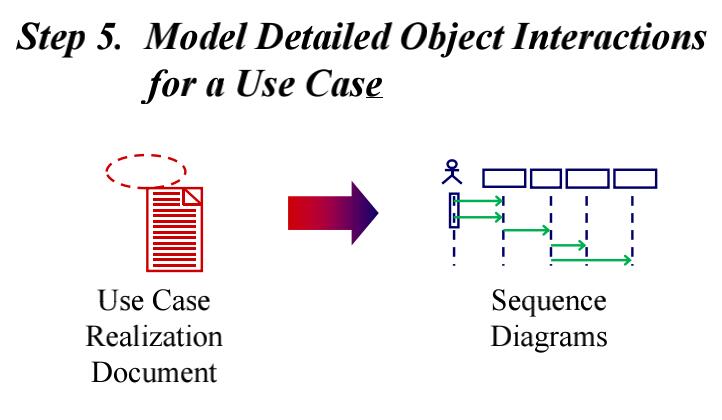 Step 5. Model Detailed Object Interactions
for a Use Case
Use Case
Realization
Document
Sequence
Diagrams